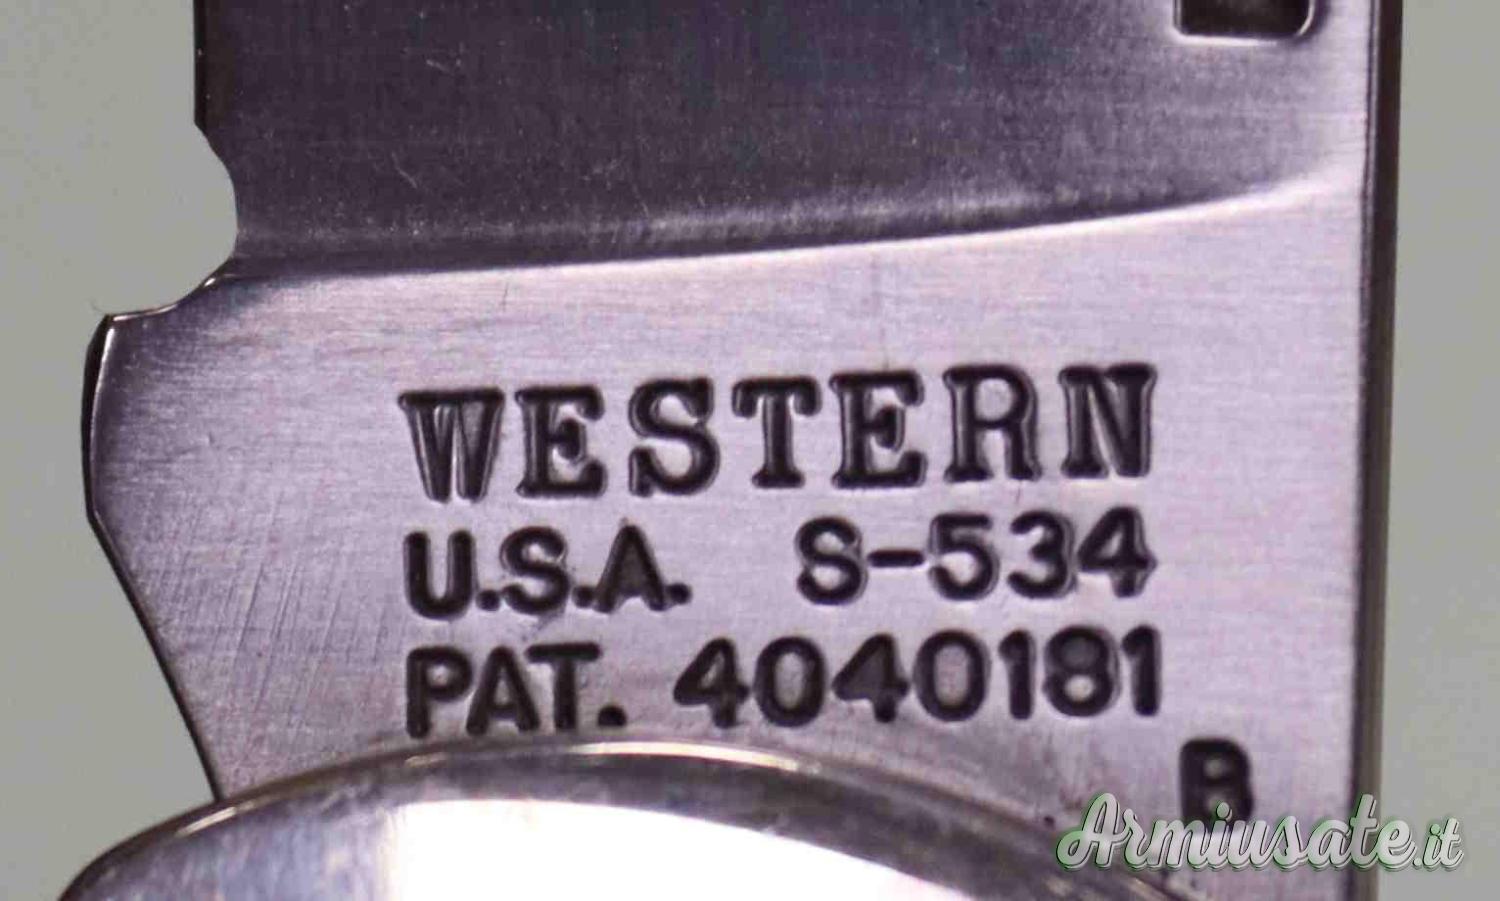 WESTERN
U.S.A. S-534
PAT. 4040181
B
Armiusate.it